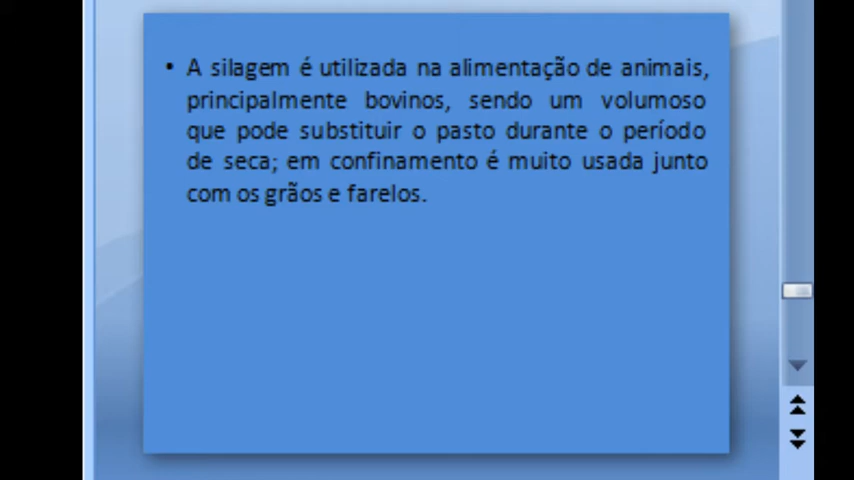 • A silagem é utilizada na alimentação de animais,
principalmente bovinos, sendo um volumoso
que pode substituir o pasto durante o período
de seca; em confinamento é muito usada junto
com os grãos e farelos.